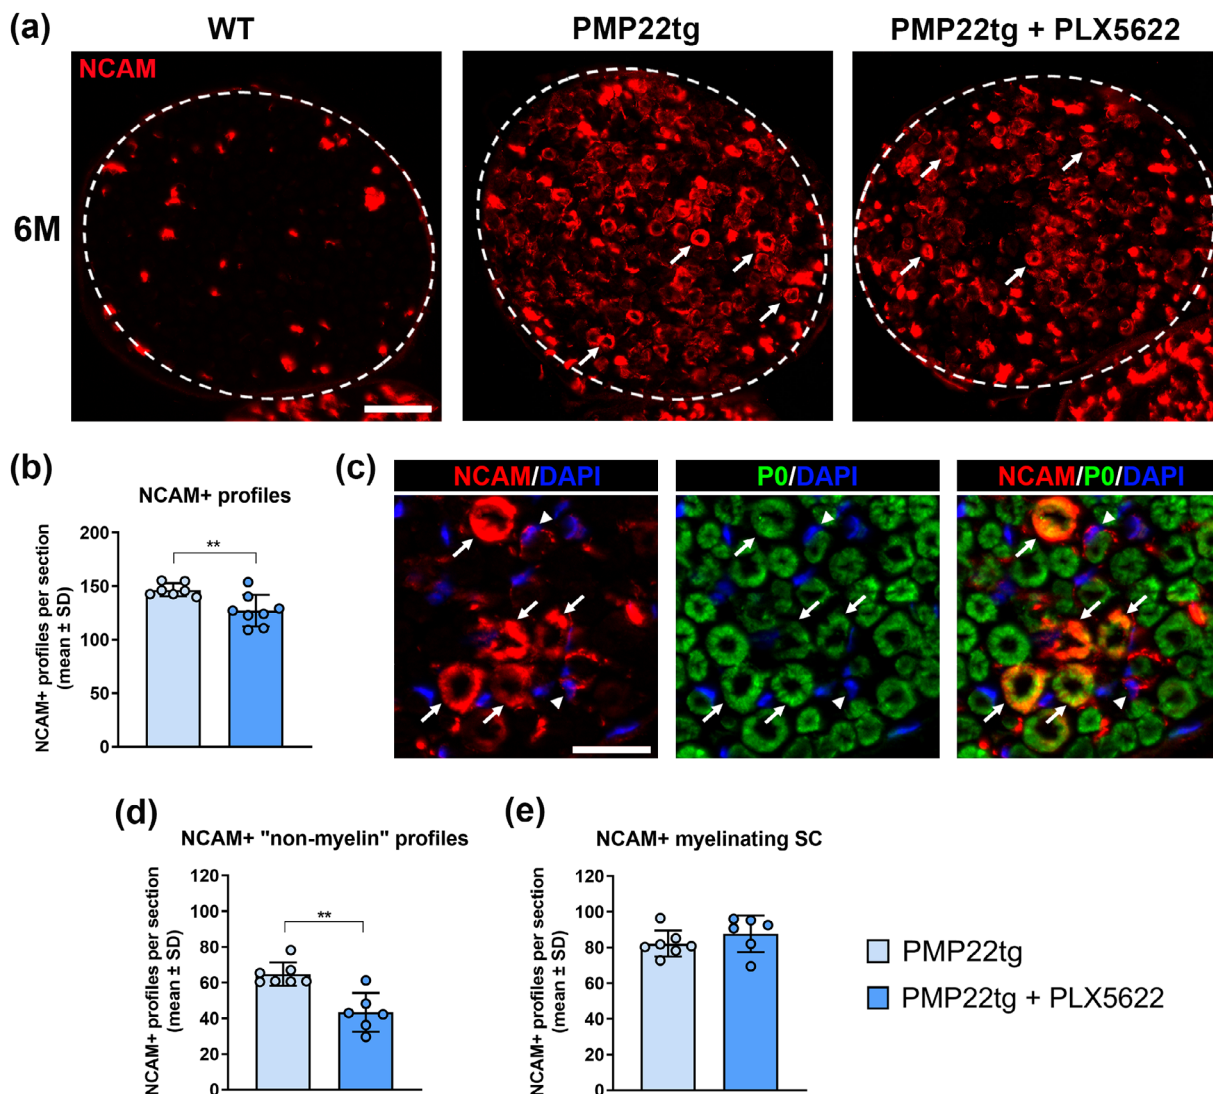 (a)
WT
PMP22tg
PMP22tg + PLX5622
NCAM
6M
(b)
NCAM+ profiles
NCAM+ profiles per section
(mean ± SD)
200
150
100
50
0
**
(c)
NCAM/DAPI
P0/DAPI
NCAM/P0/DAPI
(d)
NCAM+ "non-myelin" profiles
NCAM+ profiles per section
(mean ± SD)
120
100
80
60
40
20
0
**
(e)
NCAM+ myelinating SC
NCAM+ profiles per section
(mean ± SD)
120
100
80
60
40
20
0
PMP22tg
PMP22tg + PLX5622